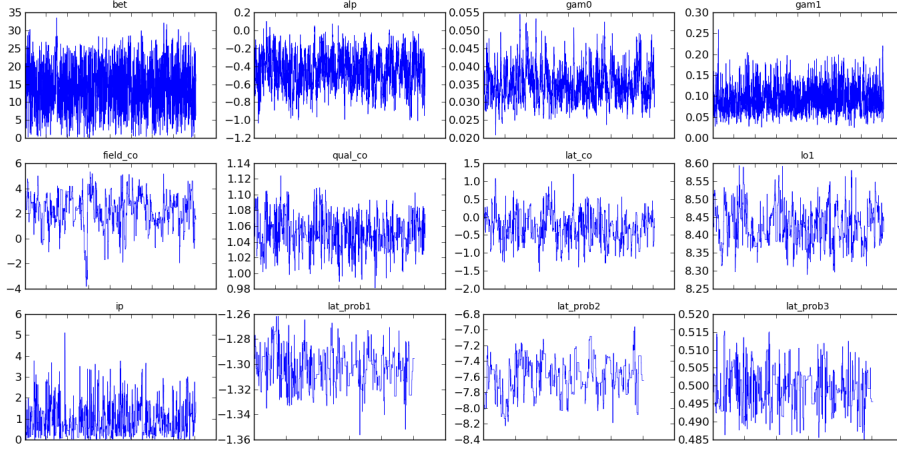 bet alp gam0 gam1
35 0.2 0.055 0.30
30 0.0 0.050 0.25
25 −0.2 0.045 0.20
20 −0.4 0.040 0.15
15 −0.6 0.035 0.10
10 −0.8 0.030 0.05
5 −1.0 0.025 0.00
0 −1.2 0.020
field_co qual_co lat_co lo1
6 1.14 1.5 8.60
4 1.12 1.0 8.55
2 1.10 0.5 8.50
0 1.08 0.0 8.45
−2 1.06 −0.5 8.40
−4 1.04 −1.0 8.35
1.02 −1.5 8.30
1.00 −2.0 8.25
0.98
ip lat_prob1 lat_prob2 lat_prob3
6 −1.26 −6.8 0.520
5 −1.28 −7.0 0.515
4 −1.30 −7.2 0.510
3 −1.32 −7.4 0.505
2 −1.34 −7.6 0.500
1 −1.36 −7.8 0.495
0 −8.0 0.490
−8.2 0.485
−8.4